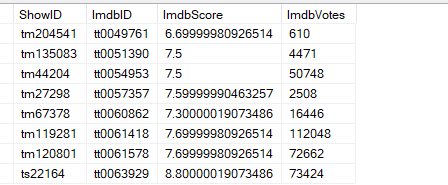 ShowID ImdbID ImdbScore ImdbVotes
tm204541 tt0049761 6.69999980926514 610
tm135083 tt0051390 7.5 4471
tm44204 tt0054953 7.5 50748
tm27298 tt0057357 7.59999990463257 2508
tm67378 tt0060862 7.30000019073486 16446
tm119281 tt0061418 7.69999980926514 112048
tm120801 tt0061578 7.69999980926514 72662
ts22164 tt0063929 8.80000019073486 73424